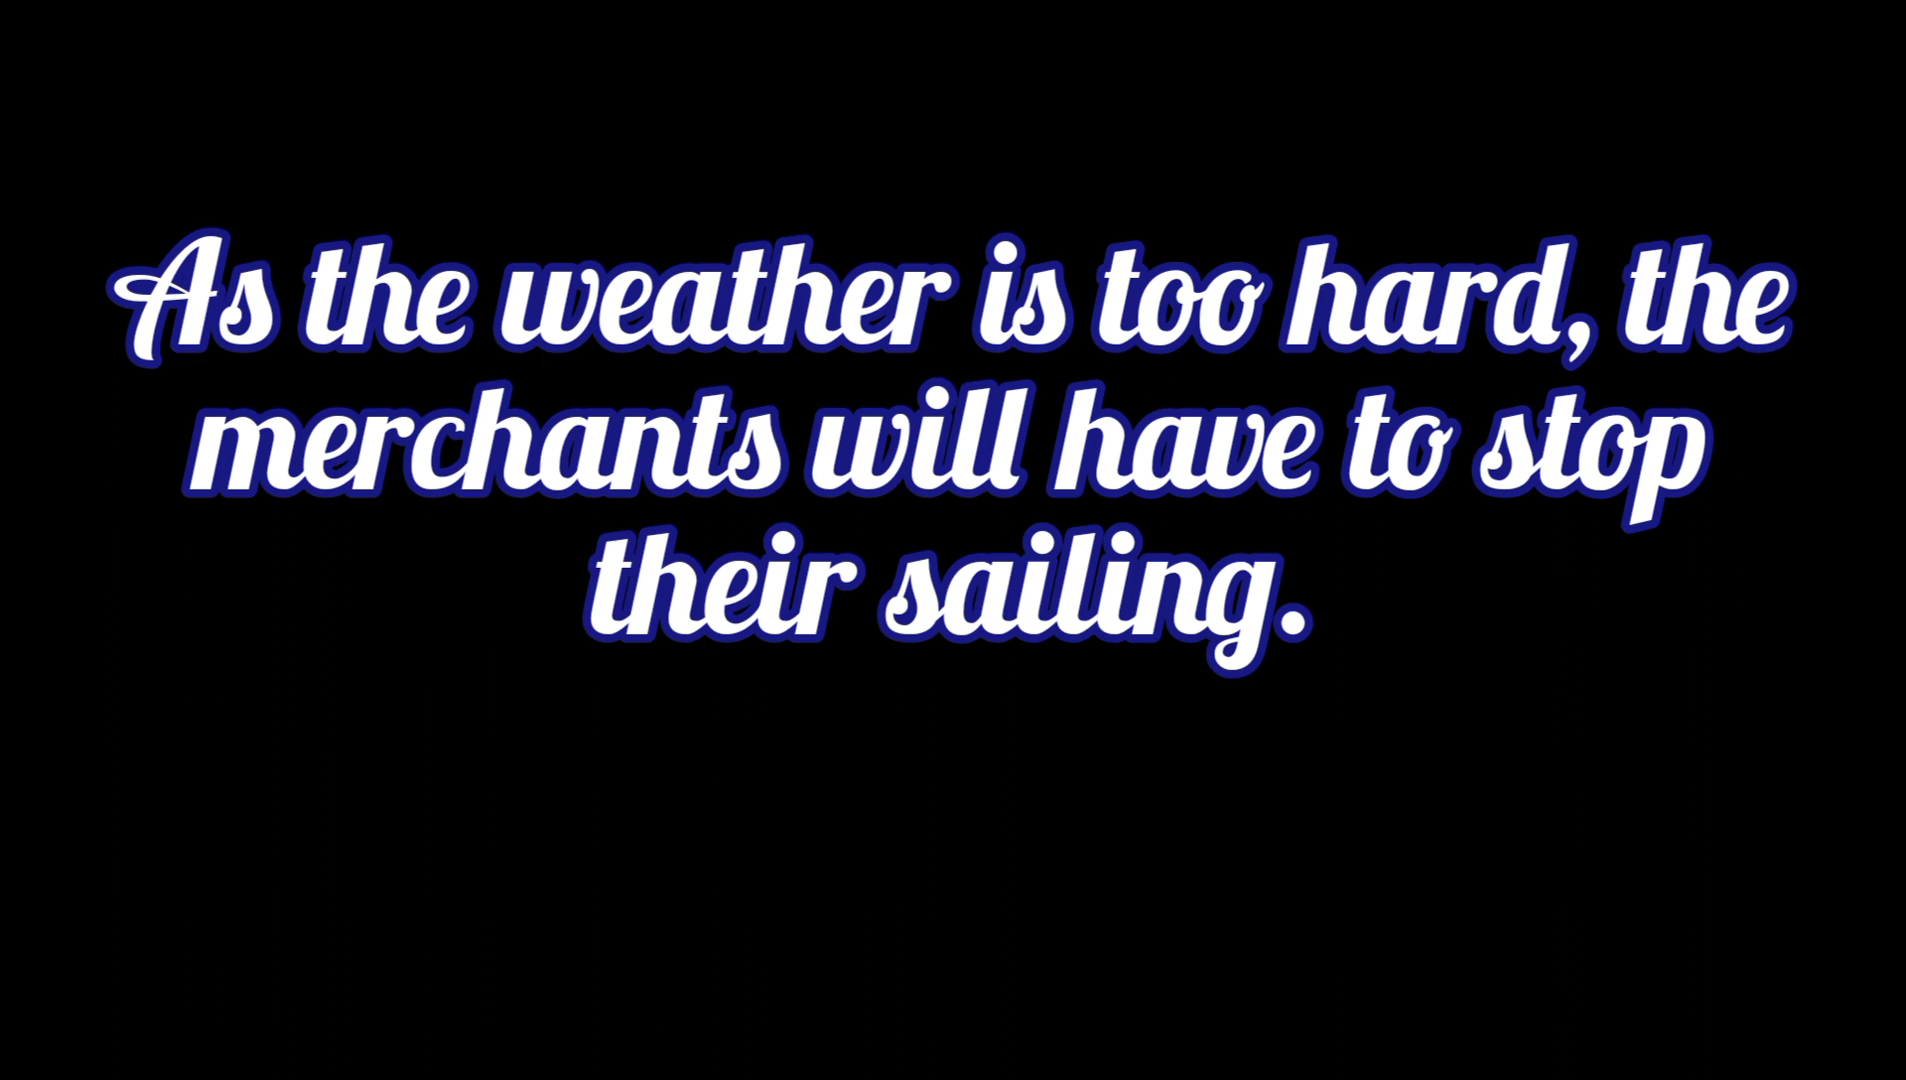 As the weather is too hard, the
merchants will have to stop
their sailing.